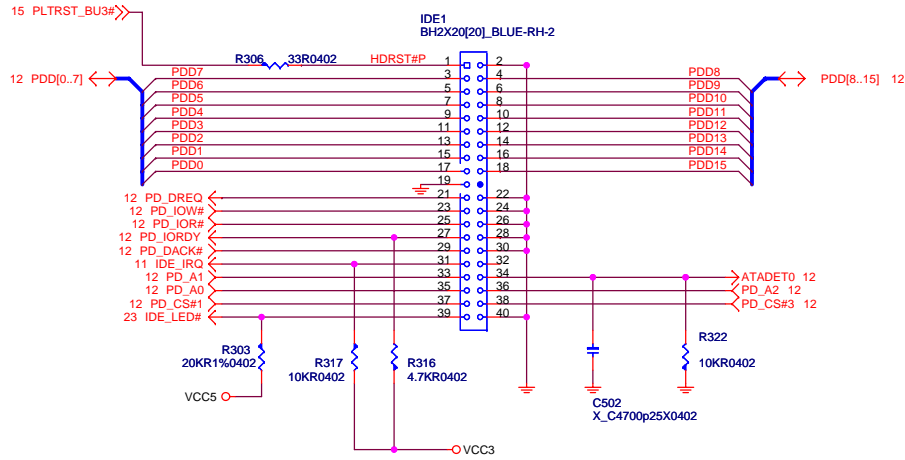 15 PLTRST_BU3#
IDE1
BH2X20[20]_BLUE-RH-2
R306 33R0402 HDRST#P 1 2
12 PDD[0..7] PDD7 3 4 PDD8 PDD[8..15] 12
PDD6 5 6 PDD9
PDD5 7 8 PDD10
PDD4 9 10 PDD11
PDD3 11 12 PDD12
PDD2 13 14 PDD13
PDD1 15 16 PDD14
PDD0 17 18 PDD15
19
12 PD_DREQ 21 22
12 PD_IOW# 23 24
12 PD_IOR# 25 26
12 PD_IORDY 27 28
12 PD_DACK# 29 30
11 IDE_IRQ 31 32
12 PD_A1 33 34 ATADET0 12
12 PD_A0 35 36 PD_A2 12
12 PD_CS#1 37 38 PD_CS#3 12
23 IDE_LED# 39 40
R303
20KR1%0402
R317
10KR0402
R316
4.7KR0402
R322
10KR0402
VCC5
C502
X_C4700p25X0402
VCC3